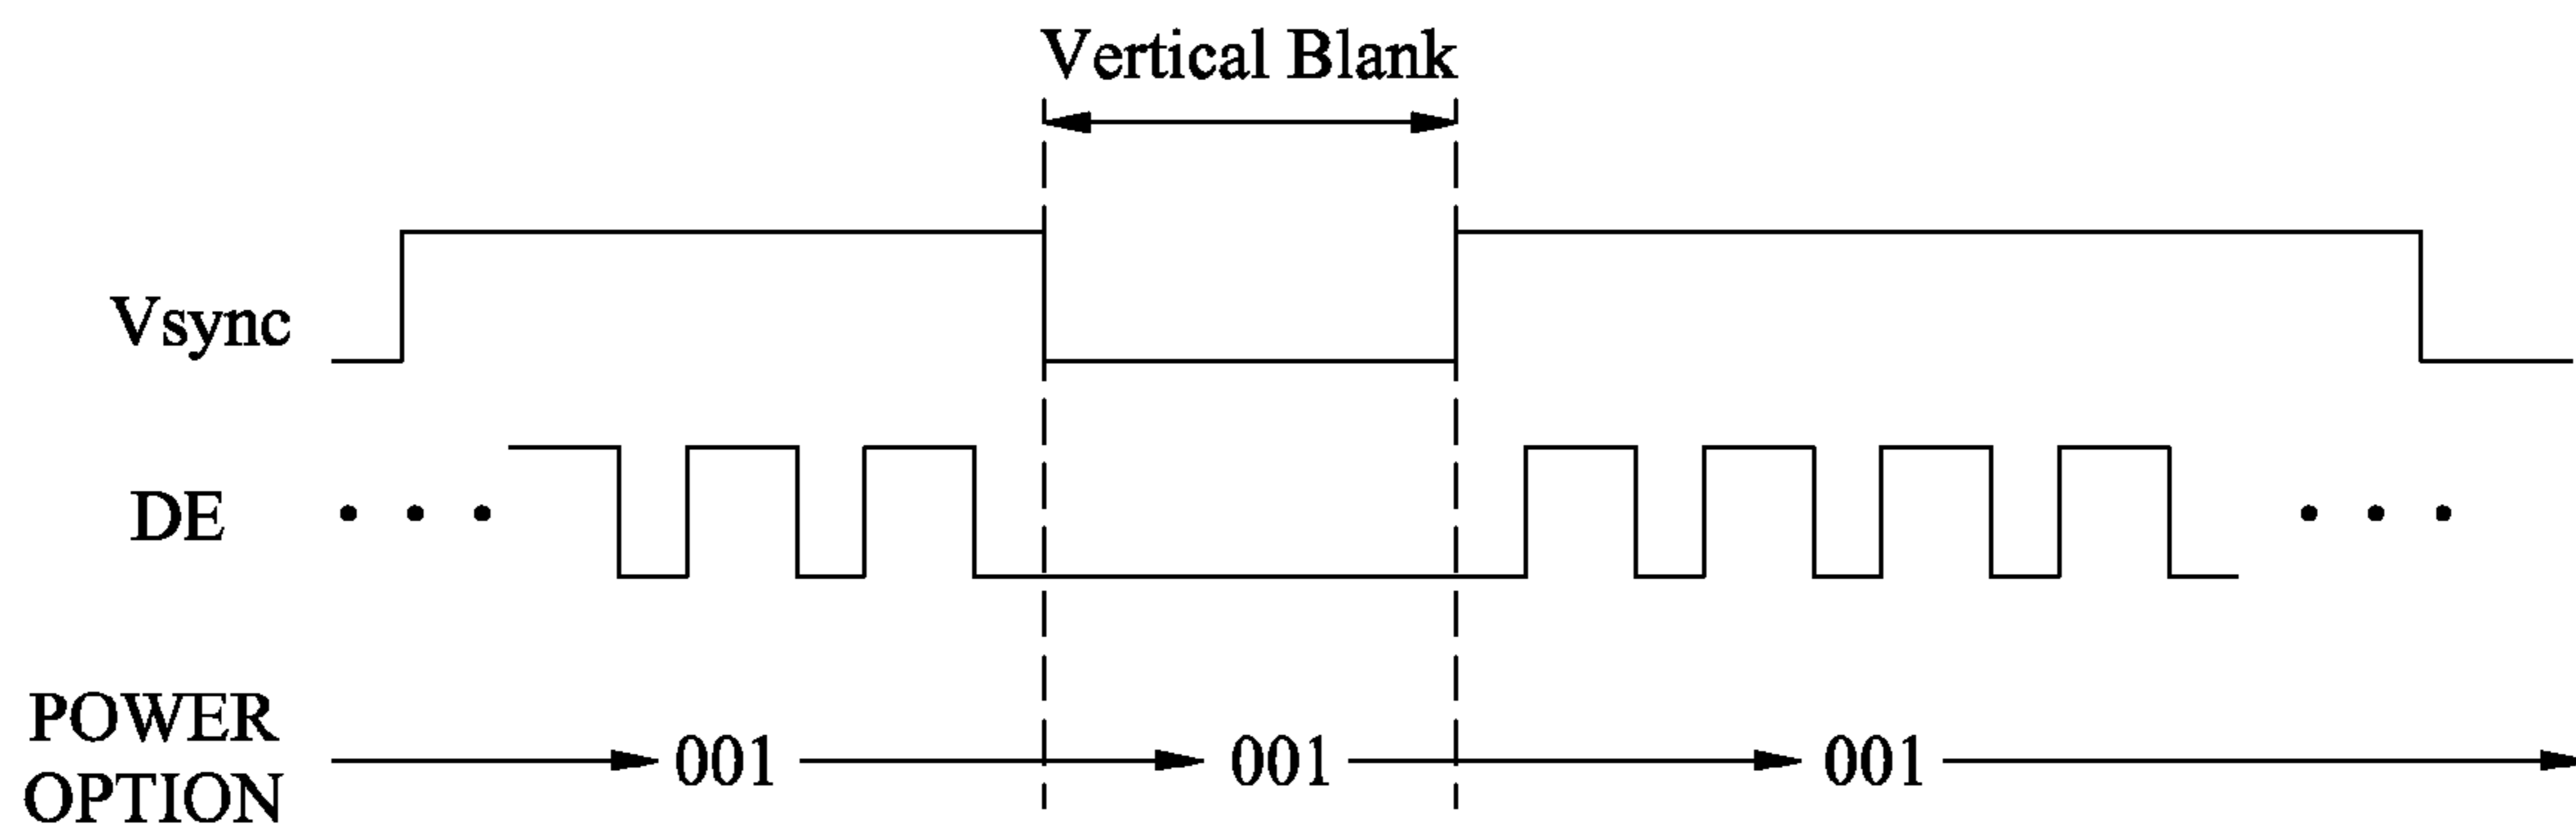 Vertical Blank
Vsync
DE
POWER
OPTION
001 001 001